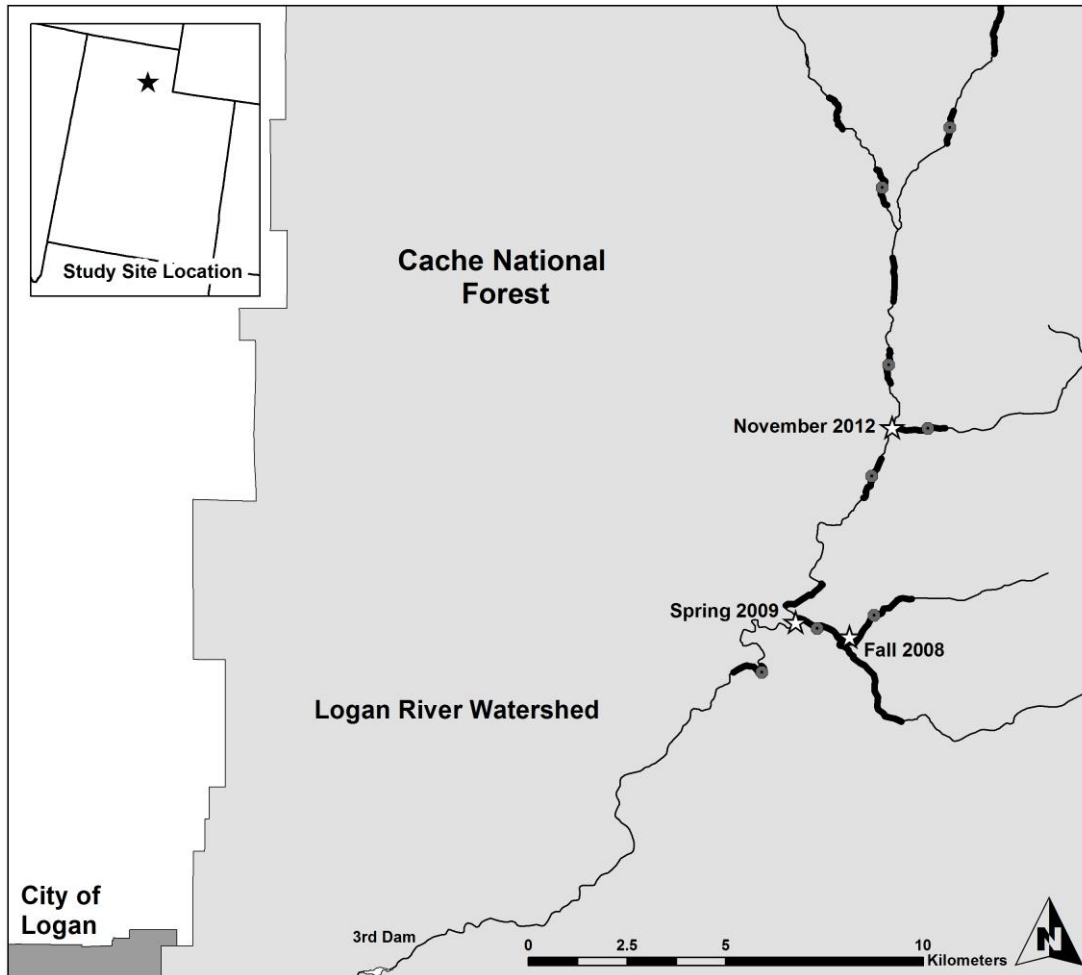 Study Site Location
Cache National
Forest
November 2012
Spring 2009
Fall 2008
Logan River Watershed
City of
Logan
3rd Dam
0 2.5 5 10
Kilometers
N